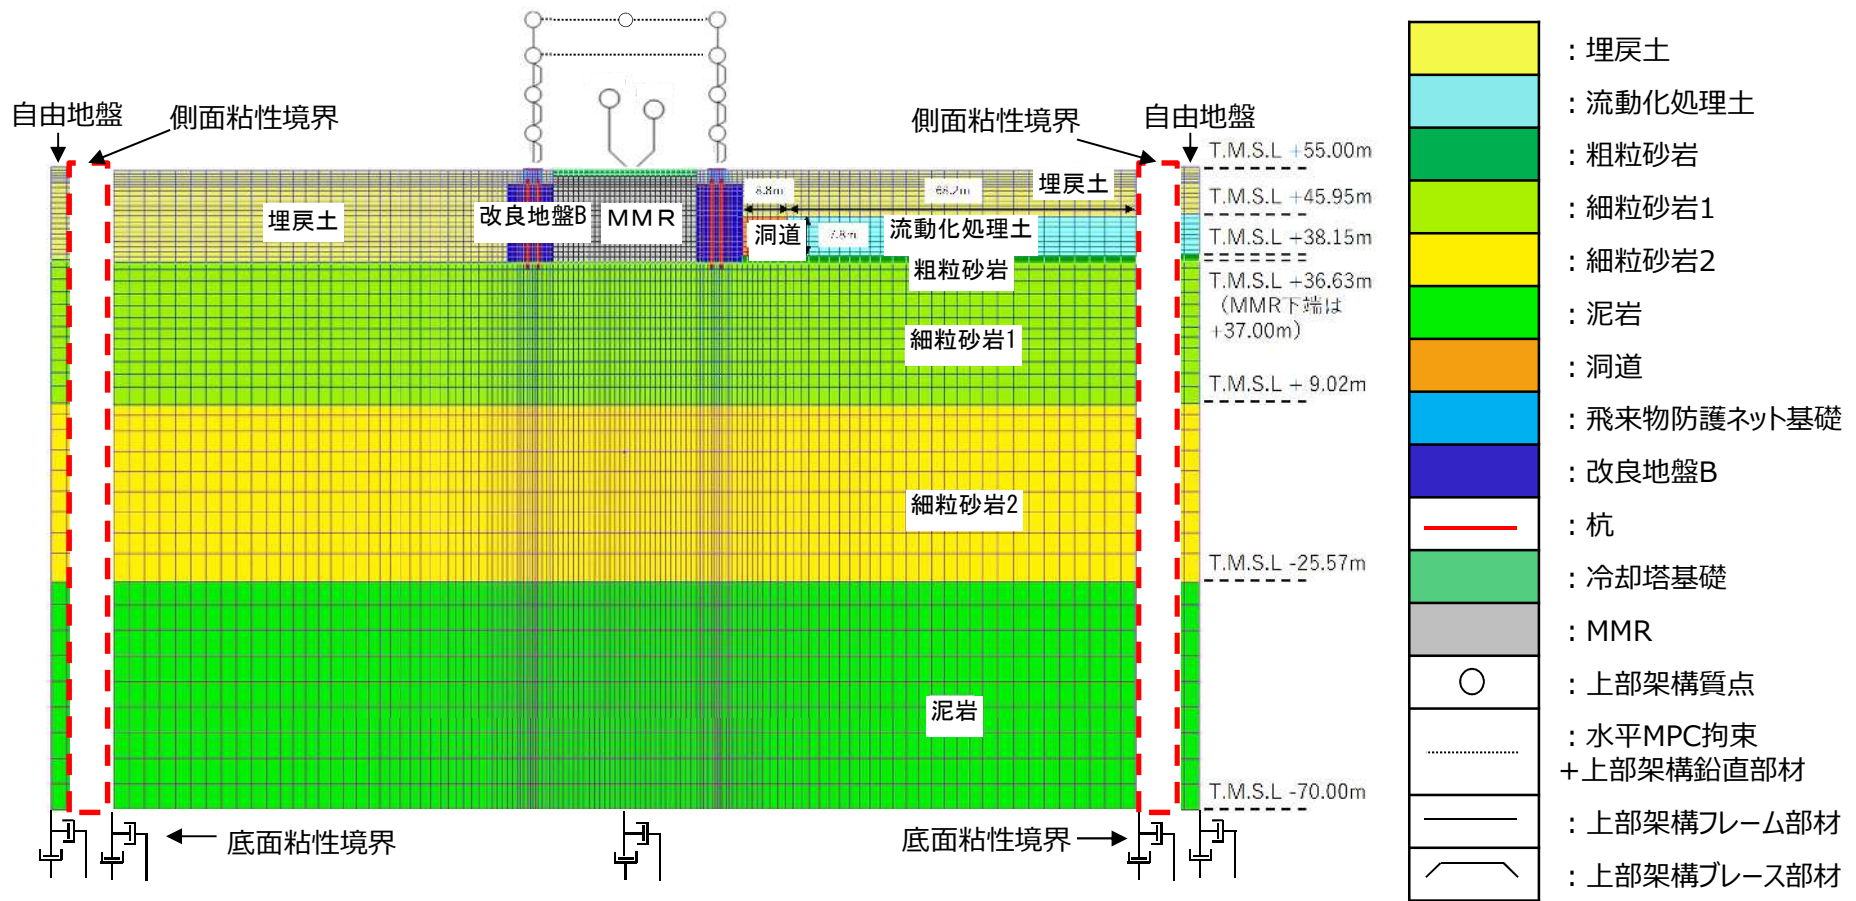 自由地盤
側面粘性境界
側面粘性境界
自由地盤
T.M.S.L +55.00m
T.M.S.L +45.95m
T.M.S.L +38.15m
T.M.S.L +36.63m
（MMR下端は
+37.00m）
T.M.S.L + 9.02m
T.M.S.L -25.57m
T.M.S.L -70.00m
埋戻土
改良地盤B
MMR
8.8m
68.2m
埋戻土
洞道
7.8m
流動化処理土
粗粒砂岩
細粒砂岩1
細粒砂岩2
泥岩
底面粘性境界
底面粘性境界
：埋戻土
：流動化処理土
：粗粒砂岩
：細粒砂岩1
：細粒砂岩2
：泥岩
：洞道
：飛来物防護ネット基礎
：改良地盤B
：杭
：冷却塔基礎
：MMR
：上部架構質点
：水平MPC拘束
＋上部架構鉛直部材
：上部架構フレーム部材
：上部架構ブレース部材